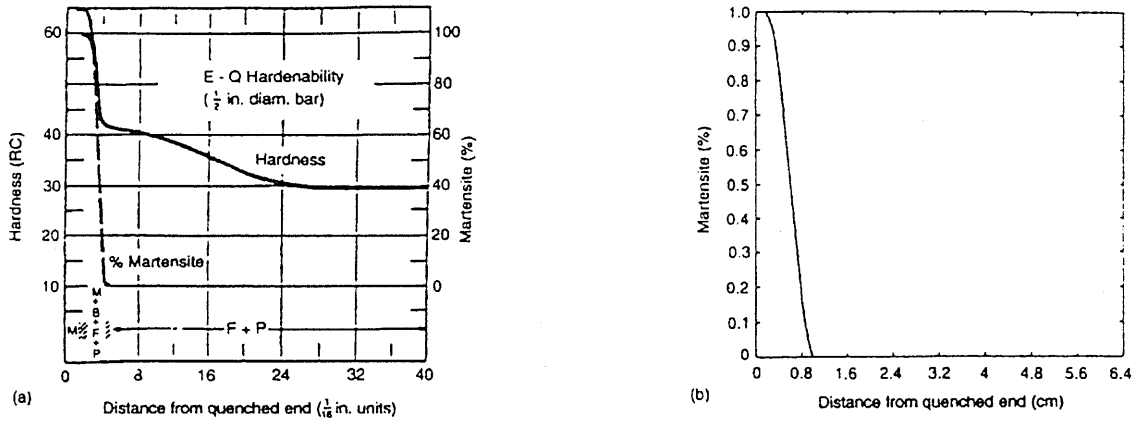 60
40
30
20
10
Hardness (RC)
E - Q Hardenability
(1/2 in. diam. bar)
Hardness
% Martensite
100
80
60
40
20
0
Martensite (%)
M
M
+
B
+
F
+
P
F + P
0
8
16
24
32
40
(a)
Distance from quenched end (1/16 in. units)
1.0
0.9
0.8
0.7
0.6
0.5
0.4
0.3
0.2
0.1
0
Martensite (%)
0 0.8 1.6 2.4 3.2 4.0 4.8 5.6 6.4
(b)
Distance from quenched end (cm)